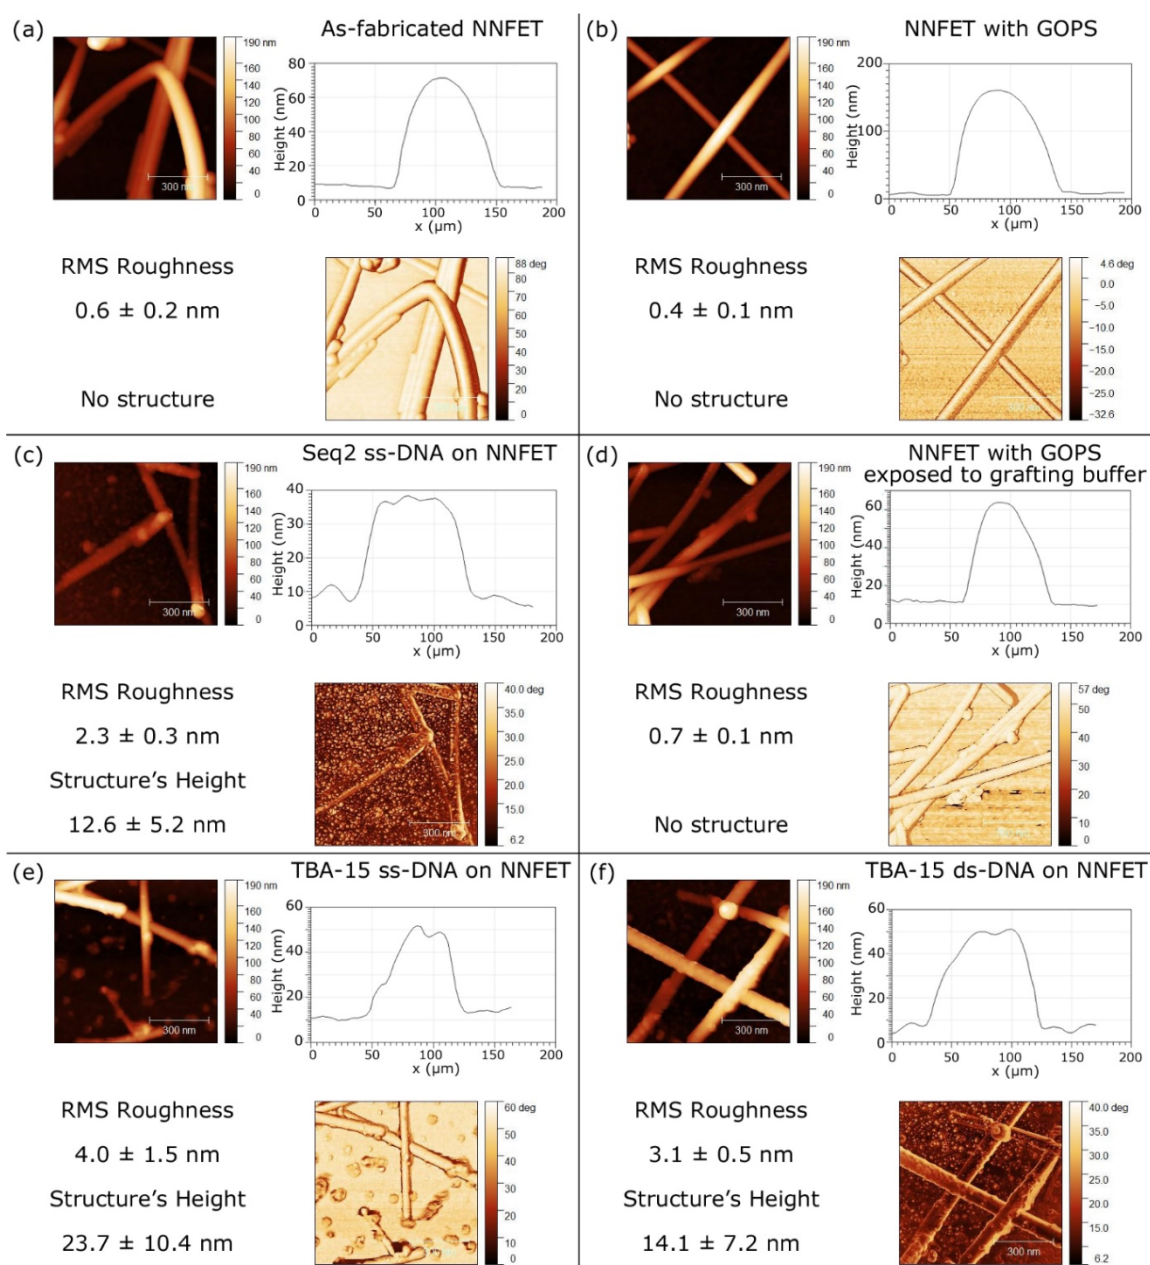 (a)
As-fabricated NNFET
190 nm
160
140
120
100
80
60
40
20
0
300 nm
Height (nm)
80
60
40
20
0
0
50
100
150
200
x (µm)
RMS Roughness
0.6 ± 0.2 nm
No structure
88 deg
80
70
60
50
40
30
20
10
0
(b)
NNFET with GOPS
190 nm
160
140
120
100
80
60
40
20
0
300 nm
Height (nm)
200
100
0
0
50
100
150
200
x (µm)
RMS Roughness
0.4 ± 0.1 nm
4.6 deg
0.0
−5.0
−10.0
−15.0
−20.0
−25.0
−32.6
No structure
(c)
Seq2 ss-DNA on NNFET
190 nm
160
140
120
100
80
60
40
20
0
300 nm
Height (nm)
40
30
20
10
0
0
50
100
150
200
x (µm)
RMS Roughness
2.3 ± 0.3 nm
Structure's Height
12.6 ± 5.2 nm
40.0 deg
35.0
30.0
25.0
20.0
15.0
6.2
300 nm
(d)
NNFET with GOPS
exposed to grafting buffer
190 nm
160
140
120
100
80
60
40
20
0
300 nm
Height (nm)
60
40
20
0
0
50
100
150
200
x (µm)
RMS Roughness
0.7 ± 0.1 nm
No structure
57 deg
50
40
30
20
10
0
(e)
TBA-15 ss-DNA on NNFET
190 nm
160
140
120
100
80
60
40
20
0
300 nm
Height (nm)
60
40
20
0
0
50
100
150
200
x (µm)
RMS Roughness
4.0 ± 1.5 nm
Structure's Height
23.7 ± 10.4 nm
60 deg
50
40
30
20
10
0
(f)
TBA-15 ds-DNA on NNFET
190 nm
160
140
120
100
80
60
40
20
0
300 nm
Height (nm)
60
40
20
0
0
50
100
150
200
x (µm)
RMS Roughness
3.1 ± 0.5 nm
Structure's Height
14.1 ± 7.2 nm
40.0 deg
35.0
30.0
25.0
20.0
15.0
6.2
300 nm